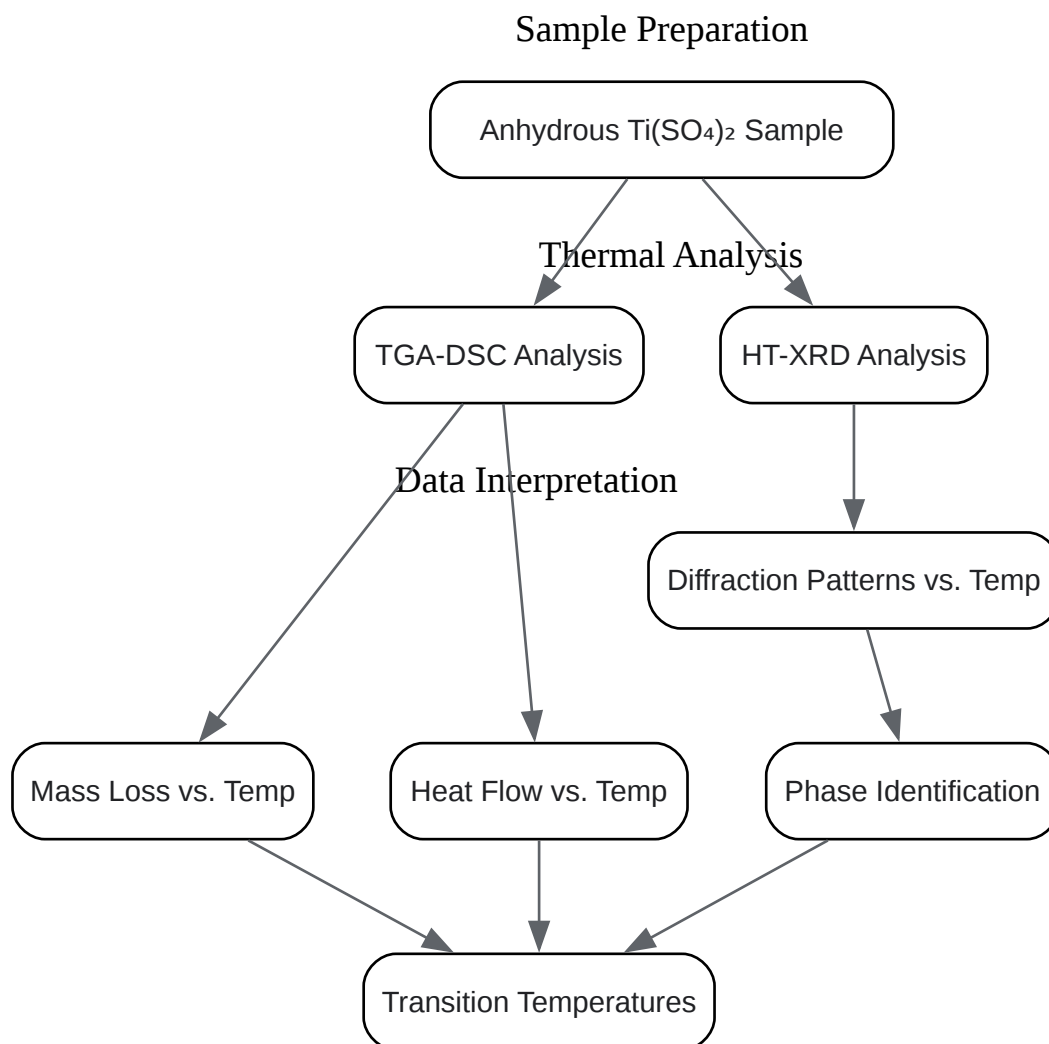 Sample Preparation
Anhydrous Ti(SO₄)₂ Sample
Thermal Analysis
TGA-DSC Analysis
HT-XRD Analysis
Data Interpretation
Diffraction Patterns vs. Temp
Mass Loss vs. Temp
Heat Flow vs. Temp
Phase Identification
Transition Temperatures